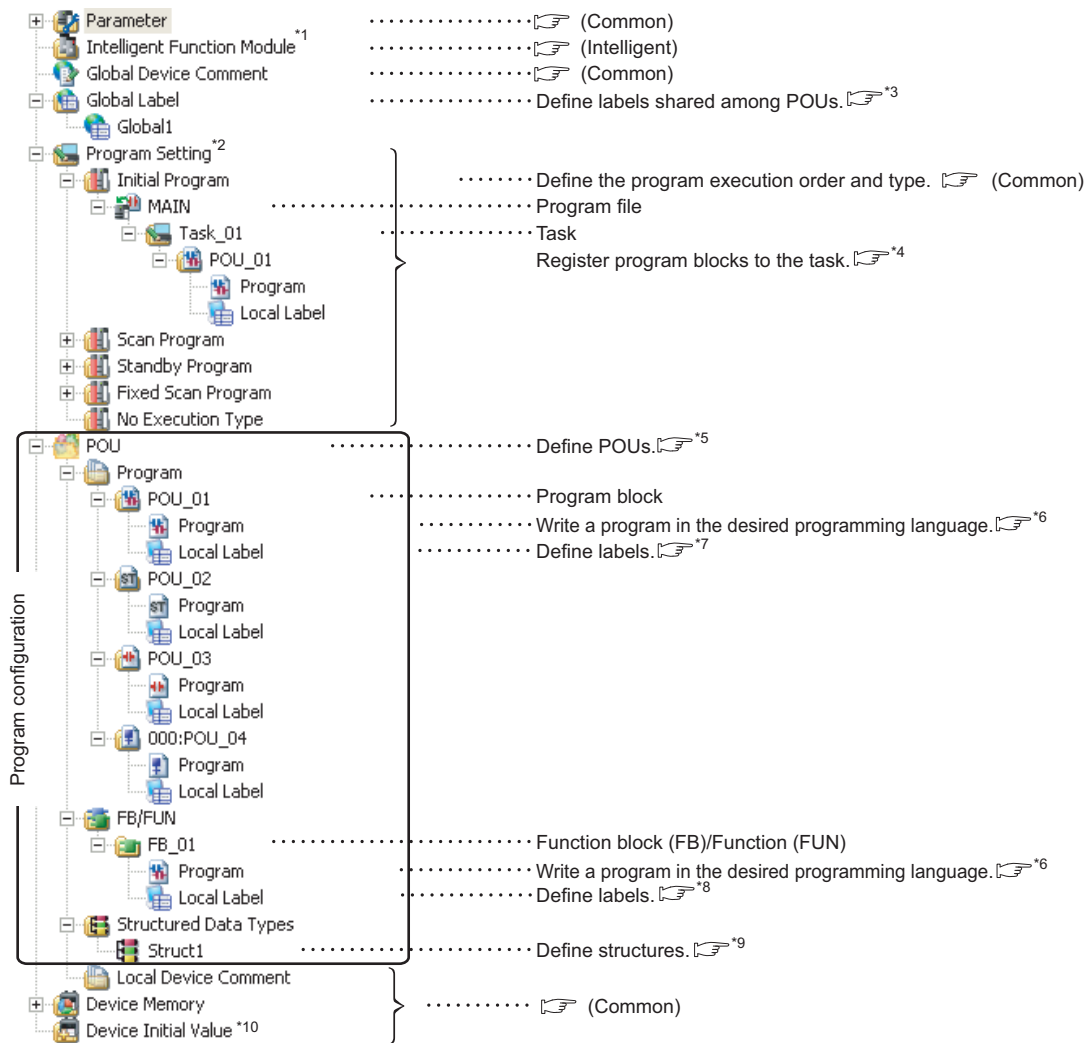 Parameter (Common)
Intelligent Function Module*1 (Intelligent)
Global Device Comment (Common)
Global Label Define labels shared among POUs. *3
Global1
Program Setting*2
Initial Program Define the program execution order and type. (Common)
MAIN Program file
Task_01 Task
POU_01 Register program blocks to the task. *4
Program
Local Label
Scan Program
Standby Program
Fixed Scan Program
No Execution Type
POU Define POUs. *5
Program
POU_01 Program block
Program Write a program in the desired programming language. *6
Local Label Define labels. *7
POU_02
ST
Program
ST
Local Label
POU_03
Program
Local Label
000:POU_04
Program
Local Label
Program configuration
FB/FUN
FB_01 Function block (FB)/Function (FUN)
Program Write a program in the desired programming language. *6
Local Label Define labels. *8
Structured Data Types
Struct1 Define structures. *9
Local Device Comment
Device Memory (Common)
Device Initial Value *10